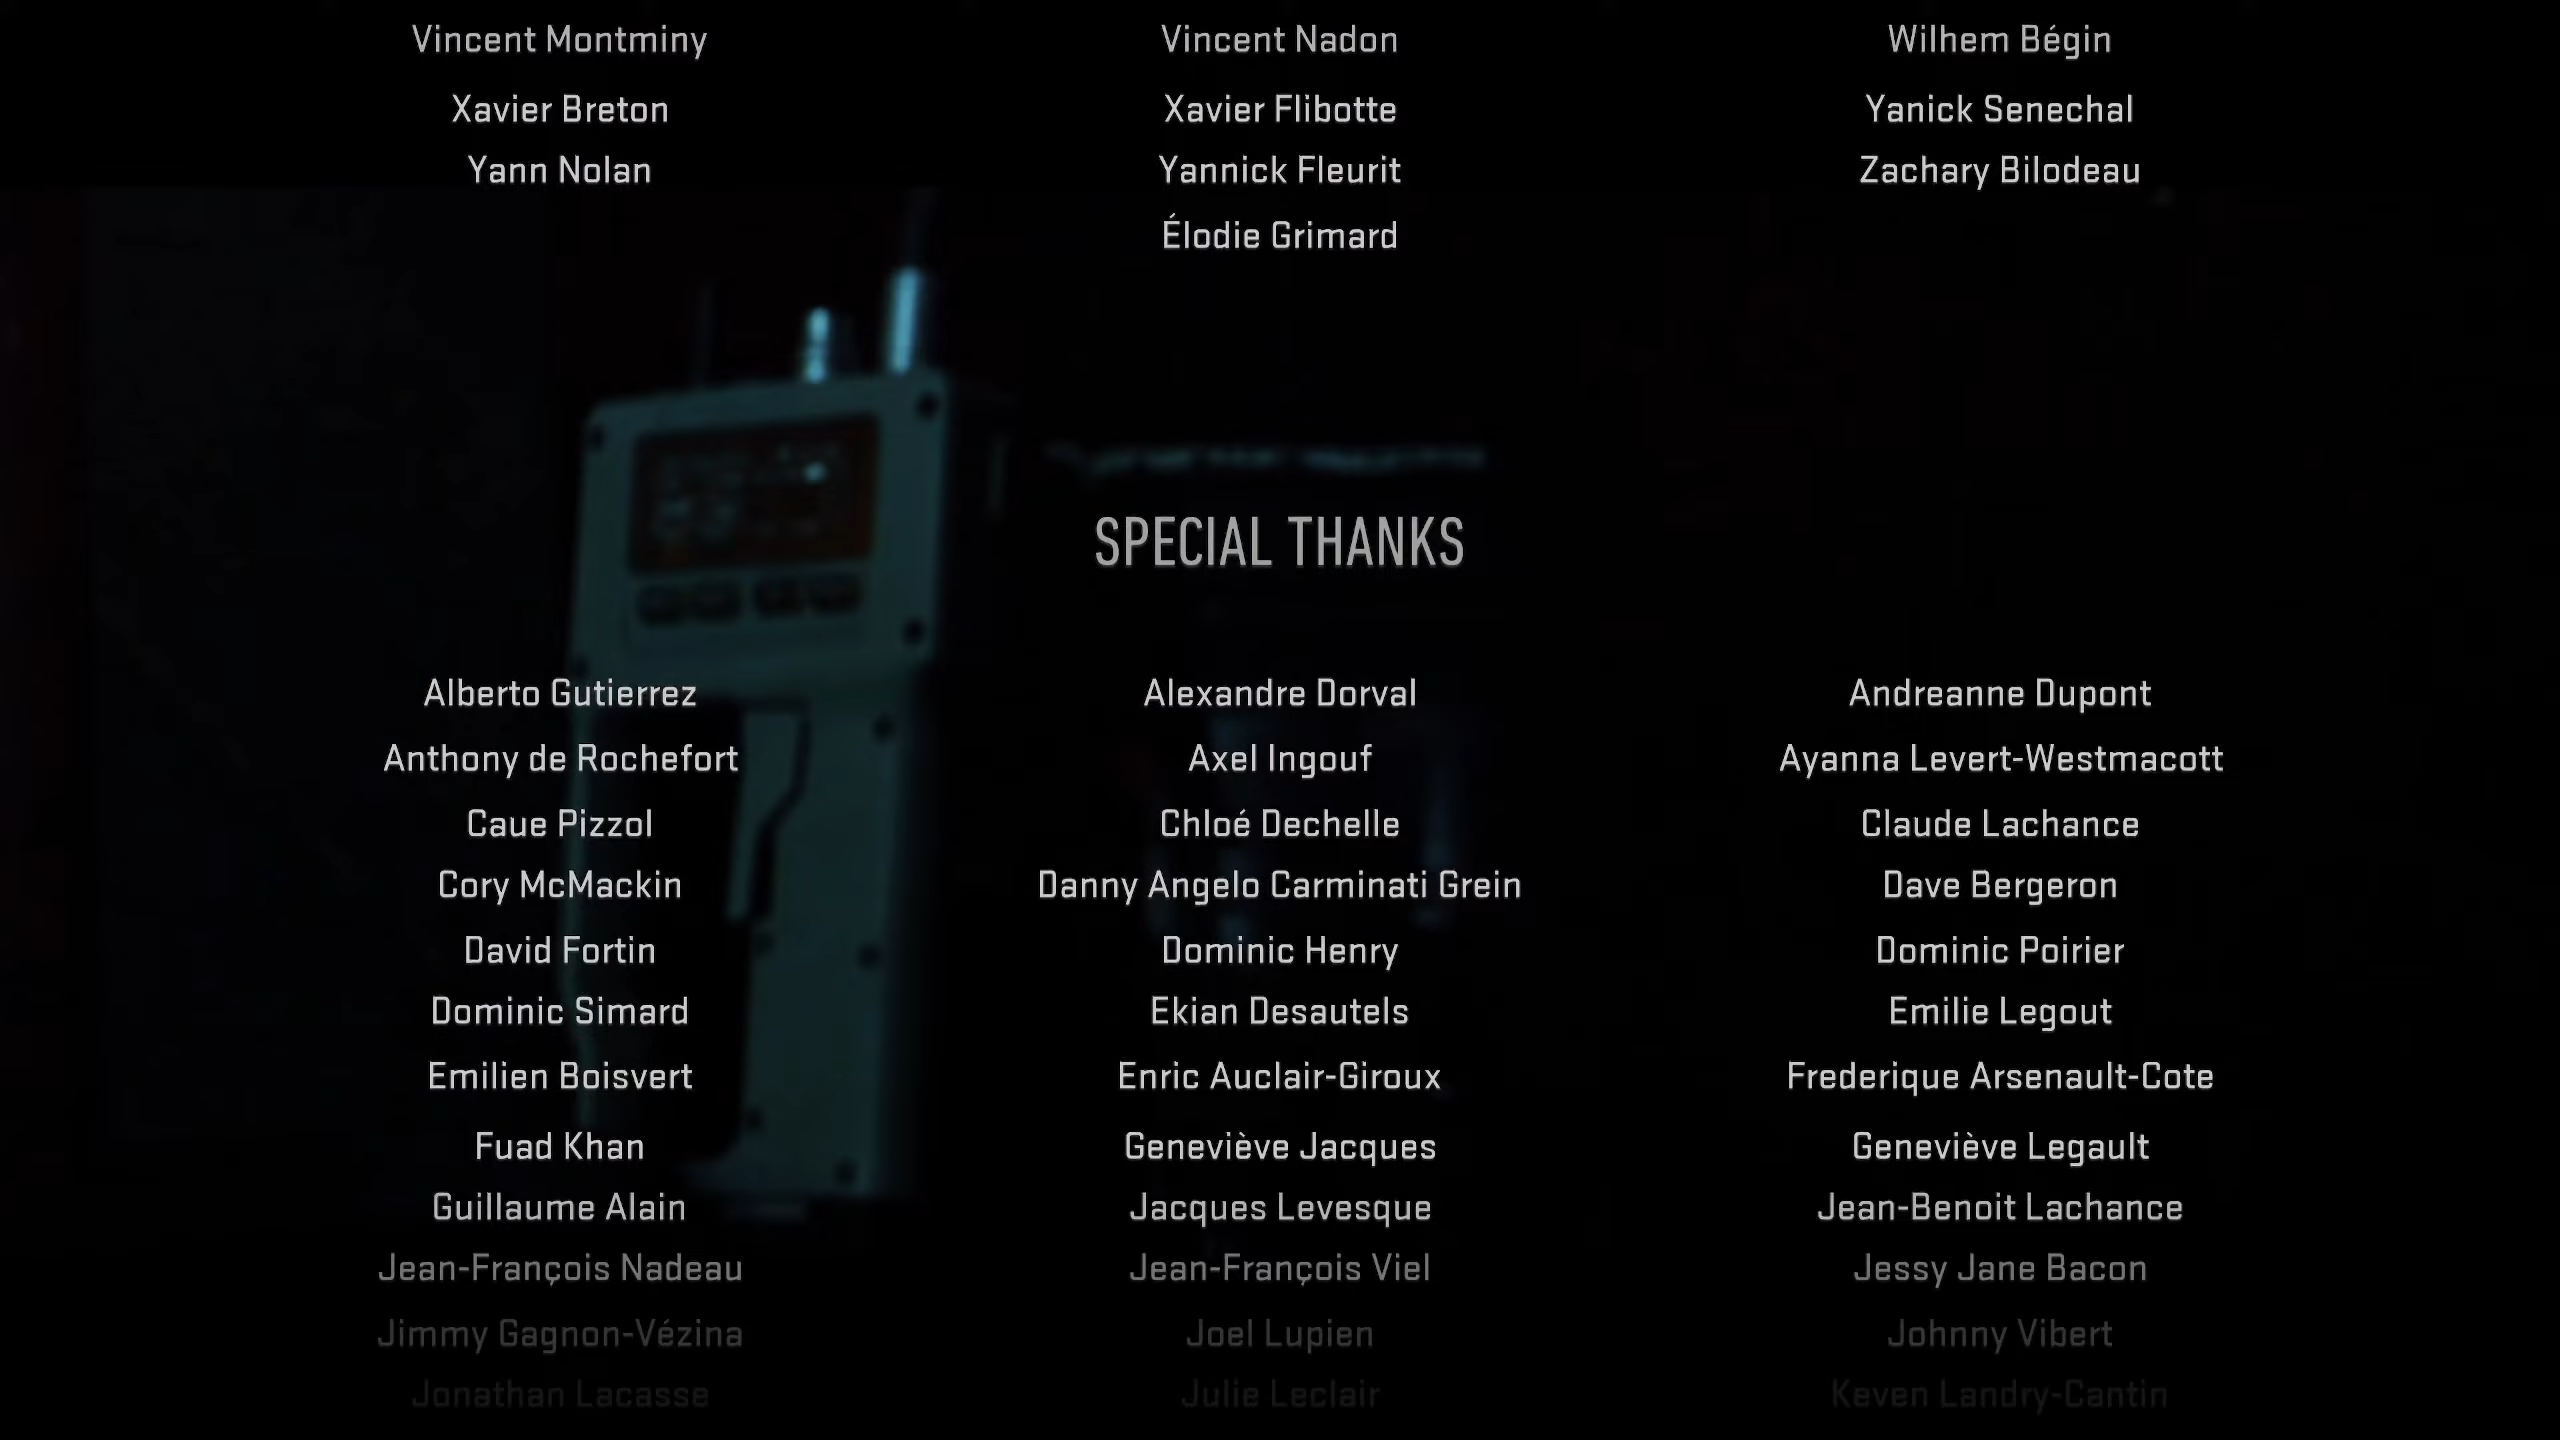 Vincent Montminy Vincent Nadon Wilhem Bégin
Xavier Breton Xavier Flibotte Yanick Senechal
Yann Nolan Yannick Fleurit Zachary Bilodeau
Élodie Grimard
SPECIAL THANKS
Alberto Gutierrez Alexandre Dorval Andreanne Dupont
Anthony de Rochefort Axel Ingouf Ayanna Levert-Westmacott
Caue Pizzol Chloé Dechelle Claude Lachance
Cory McMackin Danny Angelo Carminati Grein Dave Bergeron
David Fortin Dominic Henry Dominic Poirier
Dominic Simard Ekian Desautels Emilie Legout
Emilien Boisvert Enric Auclair-Giroux Frederique Arsenault-Cote
Fuad Khan Geneviève Jacques Geneviève Legault
Guillaume Alain Jacques Levesque Jean-Benoit Lachance
Jean-François Nadeau Jean-François Viel Jessy Jane Bacon
Jimmy Gagnon-Vézina Joel Lupien Johnny Vibert
Jonathan Lacasse Julie Leclair Keven Landry-Cantin